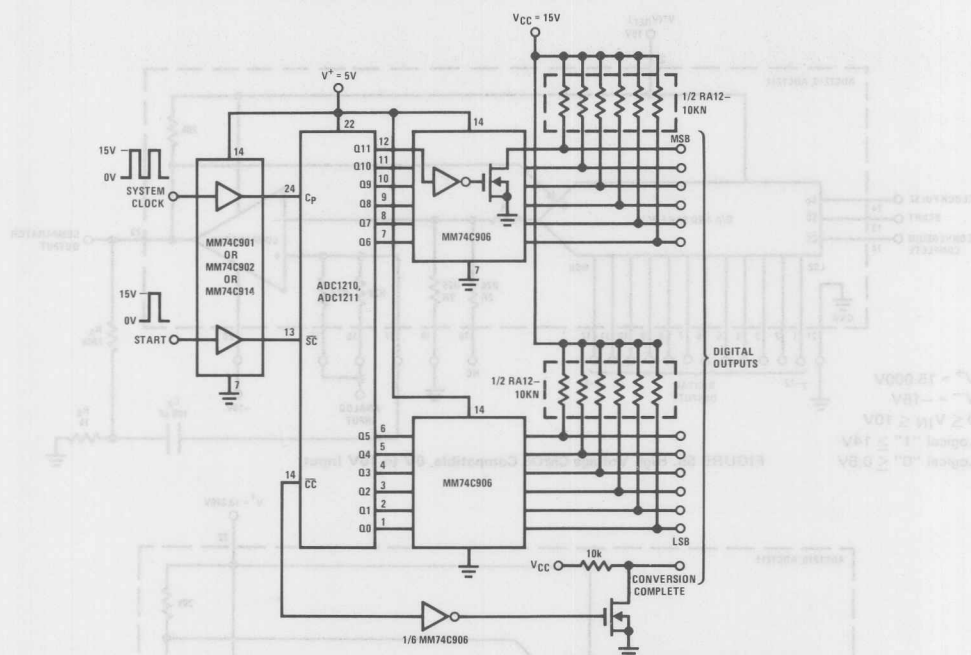 VCC = 15V
V+ = 5V
1/2 RA12–
10KN
22
14
15V
0V
SYSTEM
CLOCK
14
24
CP
Q11
12
Q10
11
Q9
10
Q8
9
Q7
8
Q6
7
MM74C906
7
MSB
MM74C901
OR
MM74C902
OR
MM74C914
ADC1210,
ADC1211
15V
0V
START
13
SC
7
DIGITAL
OUTPUTS
1/2 RA12–
10KN
14
Q5
6
Q4
5
Q3
4
Q2
3
Q1
2
Q0
1
MM74C906
LSB
14
CC
VCC
10k
CONVERSION
COMPLETE
1/6 MM74C906